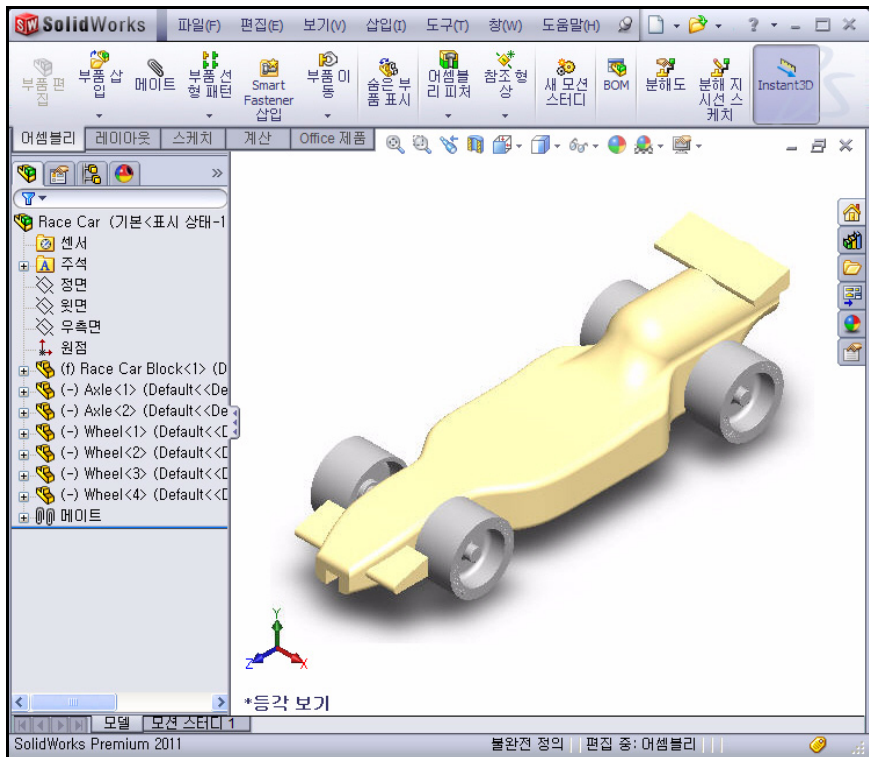 SolidWorks 파일(F) 편집(E) 보기(V) 삽입(I) 도구(T) 창(W) 도움말(H)
부품 편집
부품 삽입
메이트
부품 선형 패턴
Smart Fastener 삽입
부품 이동
숨은 부품 표시
어셈블리 피처
참조 형상
새 모션 스터디
BOM
분해도
분해 지시선 스케치
Instant3D
어셈블리 레이아웃 스케치 계산 Office 제품
Race Car (기본<표시 상태-1
센서
주석
정면
윗면
우측면
원점
(f) Race Car Block<1> (D
(-) Axle<1> (Default<<De
(-) Axle<2> (Default<<De
(-) Wheel<1> (Default<<D
(-) Wheel<2> (Default<<D
(-) Wheel<3> (Default<<D
(-) Wheel<4> (Default<<D
메이트
Y
Z X
*등각 보기
모델 모션 스터디 1
SolidWorks Premium 2011 불완전 정의 편집 중: 어셈블리